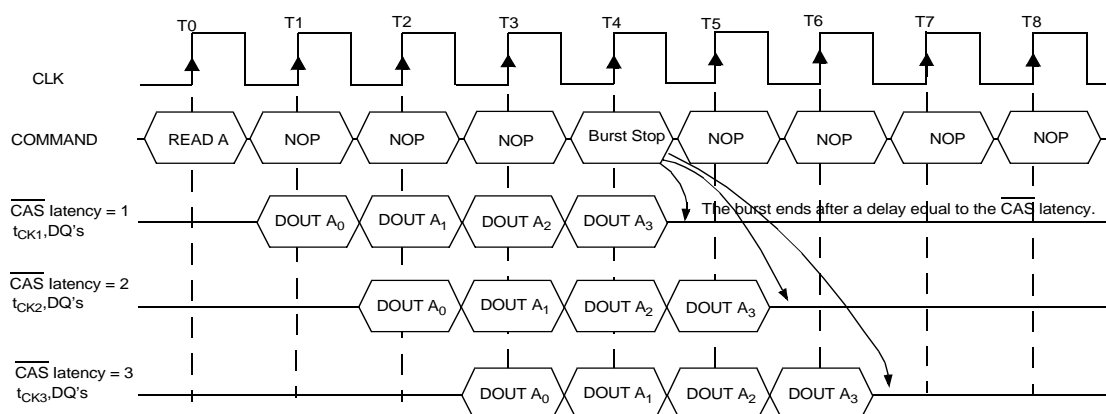 T0 T1 T2 T3 T4 T5 T6 T7 T8
CLK
COMMAND READ A NOP NOP NOP Burst Stop NOP NOP NOP NOP
CAS latency = 1
tCK1,DQ's DOUT A0 DOUT A1 DOUT A2 DOUT A3 The burst ends after a delay equal to the CAS latency.
CAS latency = 2
tCK2,DQ's DOUT A0 DOUT A1 DOUT A2 DOUT A3
CAS latency = 3
tCK3,DQ's DOUT A0 DOUT A1 DOUT A2 DOUT A3